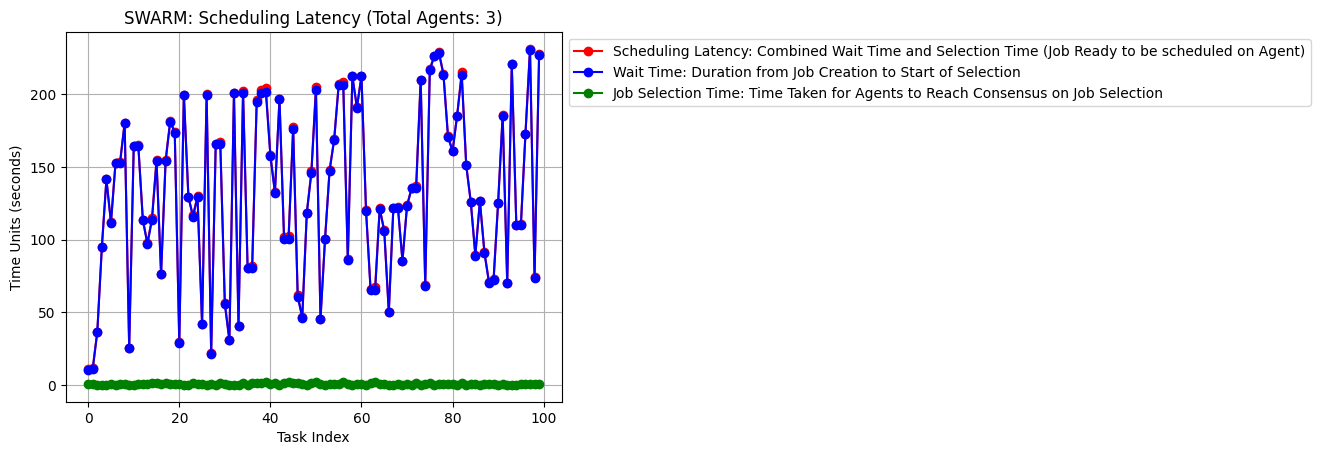 SWARM: Scheduling Latency (Total Agents: 3)
Scheduling Latency: Combined Wait Time and Selection Time (Job Ready to be scheduled on Agent)
Wait Time: Duration from Job Creation to Start of Selection
Job Selection Time: Time Taken for Agents to Reach Consensus on Job Selection
Time Units (seconds)
200
150
100
50
0
0 20 40 60 80 100
Task Index